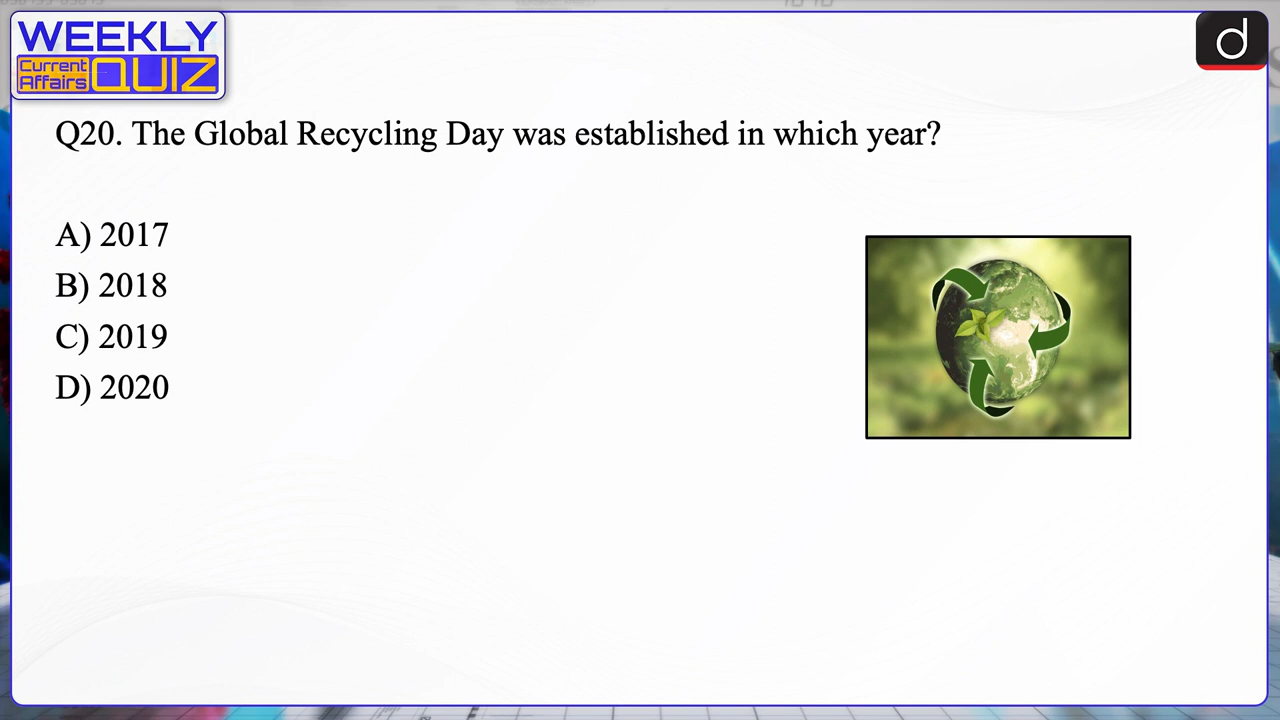 WEEKLY
Current
Affairs
QUIZ
d
Q20. The Global Recycling Day was established in which year?
A) 2017
B) 2018
C) 2019
D) 2020